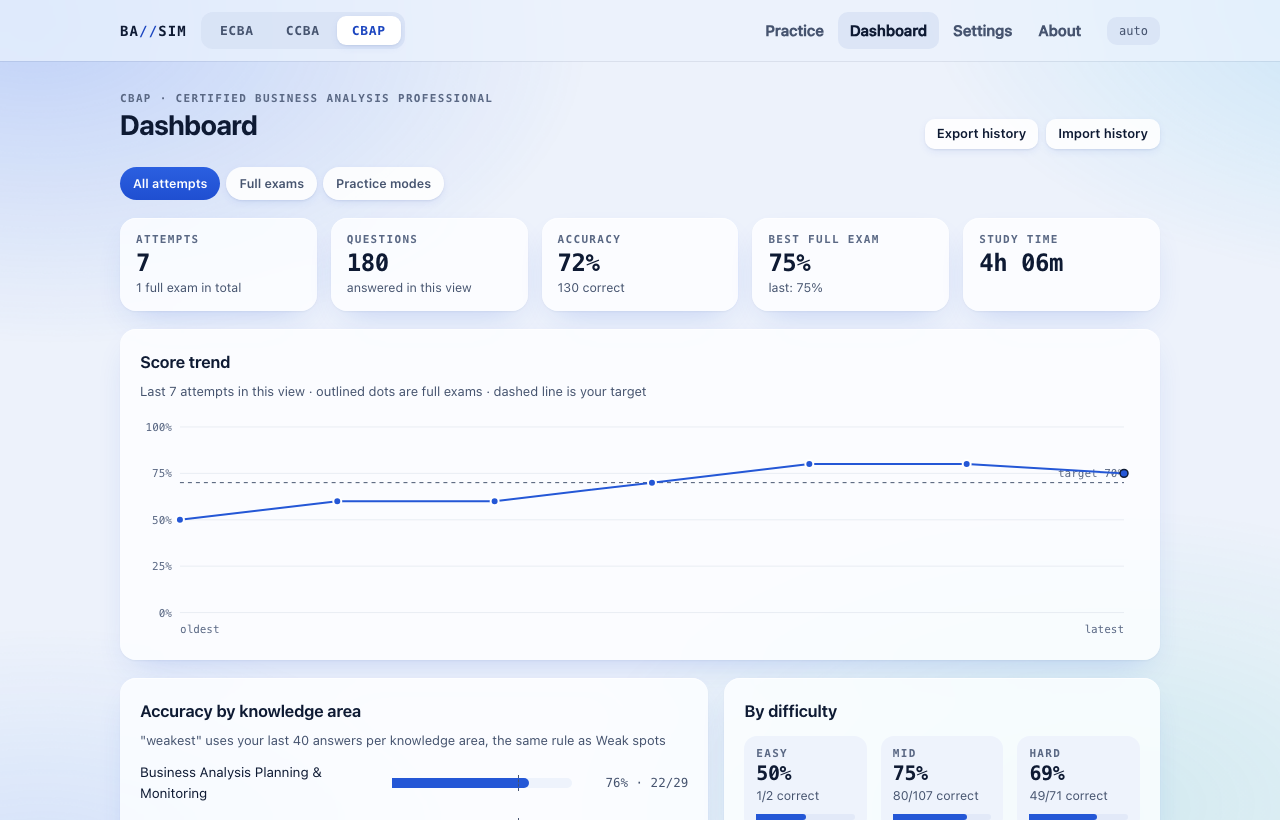 BA//SIM ECBA CCBA CBAP Practice Dashboard Settings About auto
CBAP · CERTIFIED BUSINESS ANALYSIS PROFESSIONAL
Dashboard
Export history Import history
All attempts Full exams Practice modes
ATTEMPTS
7
1 full exam in total
QUESTIONS
180
answered in this view
ACCURACY
72%
130 correct
BEST FULL EXAM
75%
last: 75%
STUDY TIME
4h 06m
Score trend
Last 7 attempts in this view · outlined dots are full exams · dashed line is your target
100%
75%
target 70%
50%
25%
0%
oldest latest
Accuracy by knowledge area
"weakest" uses your last 40 answers per knowledge area, the same rule as Weak spots
Business Analysis Planning &
Monitoring
76% · 22/29
By difficulty
EASY
50%
1/2 correct
MID
75%
80/107 correct
HARD
69%
49/71 correct